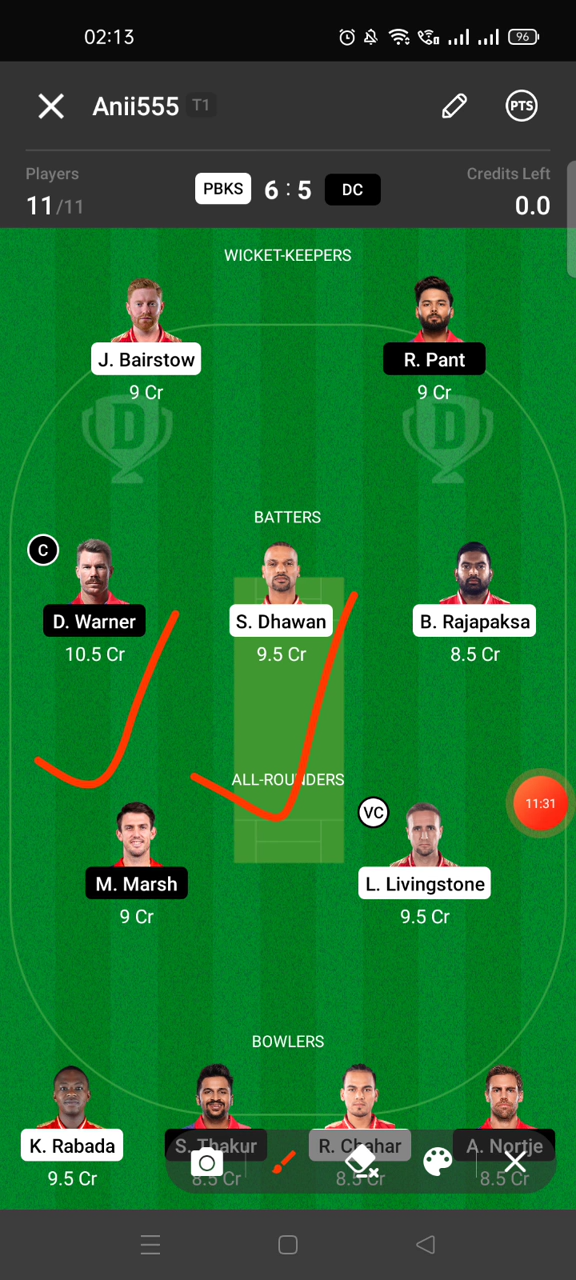 02:13
96
Anii555 T1
PTS
Players
Credits Left
PBKS 6 : 5 DC
11/11
0.0
WICKET-KEEPERS
J. Bairstow
R. Pant
9 Cr
9 Cr
D
D
BATTERS
C
D. Warner
S. Dhawan
B. Rajapaksa
10.5 Cr
9.5 Cr
8.5 Cr
ALL-ROUNDERS
VC
11:31
M. Marsh
L. Livingstone
9 Cr
9.5 Cr
BOWLERS
K. Rabada
S. Thakur
R. Chahar
A. Nortje
9.5 Cr
8.5 Cr
8.5 Cr
8.5 Cr